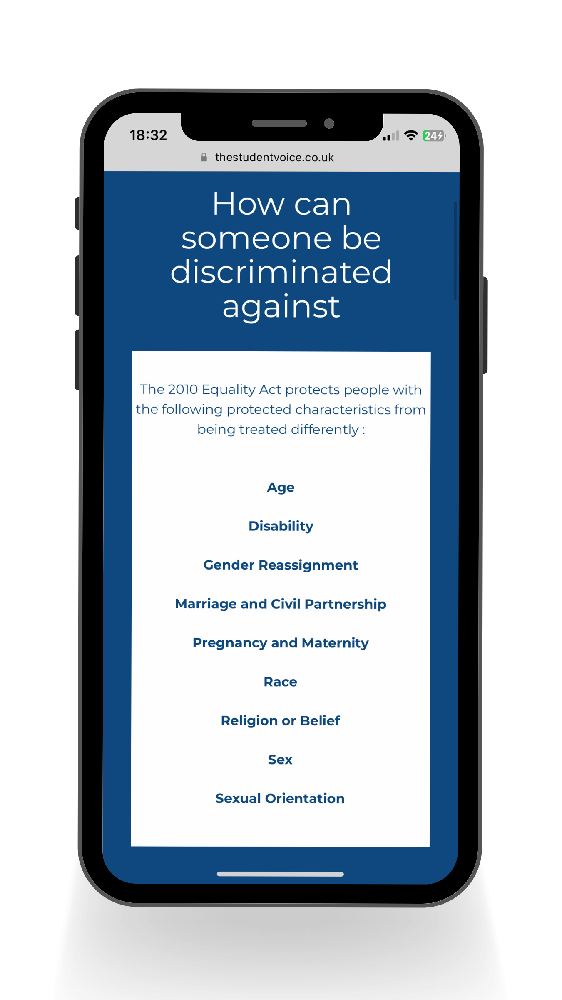 18:32
24
thestudentvoice.co.uk
How can
someone be
discriminated
against
The 2010 Equality Act protects people with
the following protected characteristics from
being treated differently :
Age
Disability
Gender Reassignment
Marriage and Civil Partnership
Pregnancy and Maternity
Race
Religion or Belief
Sex
Sexual Orientation